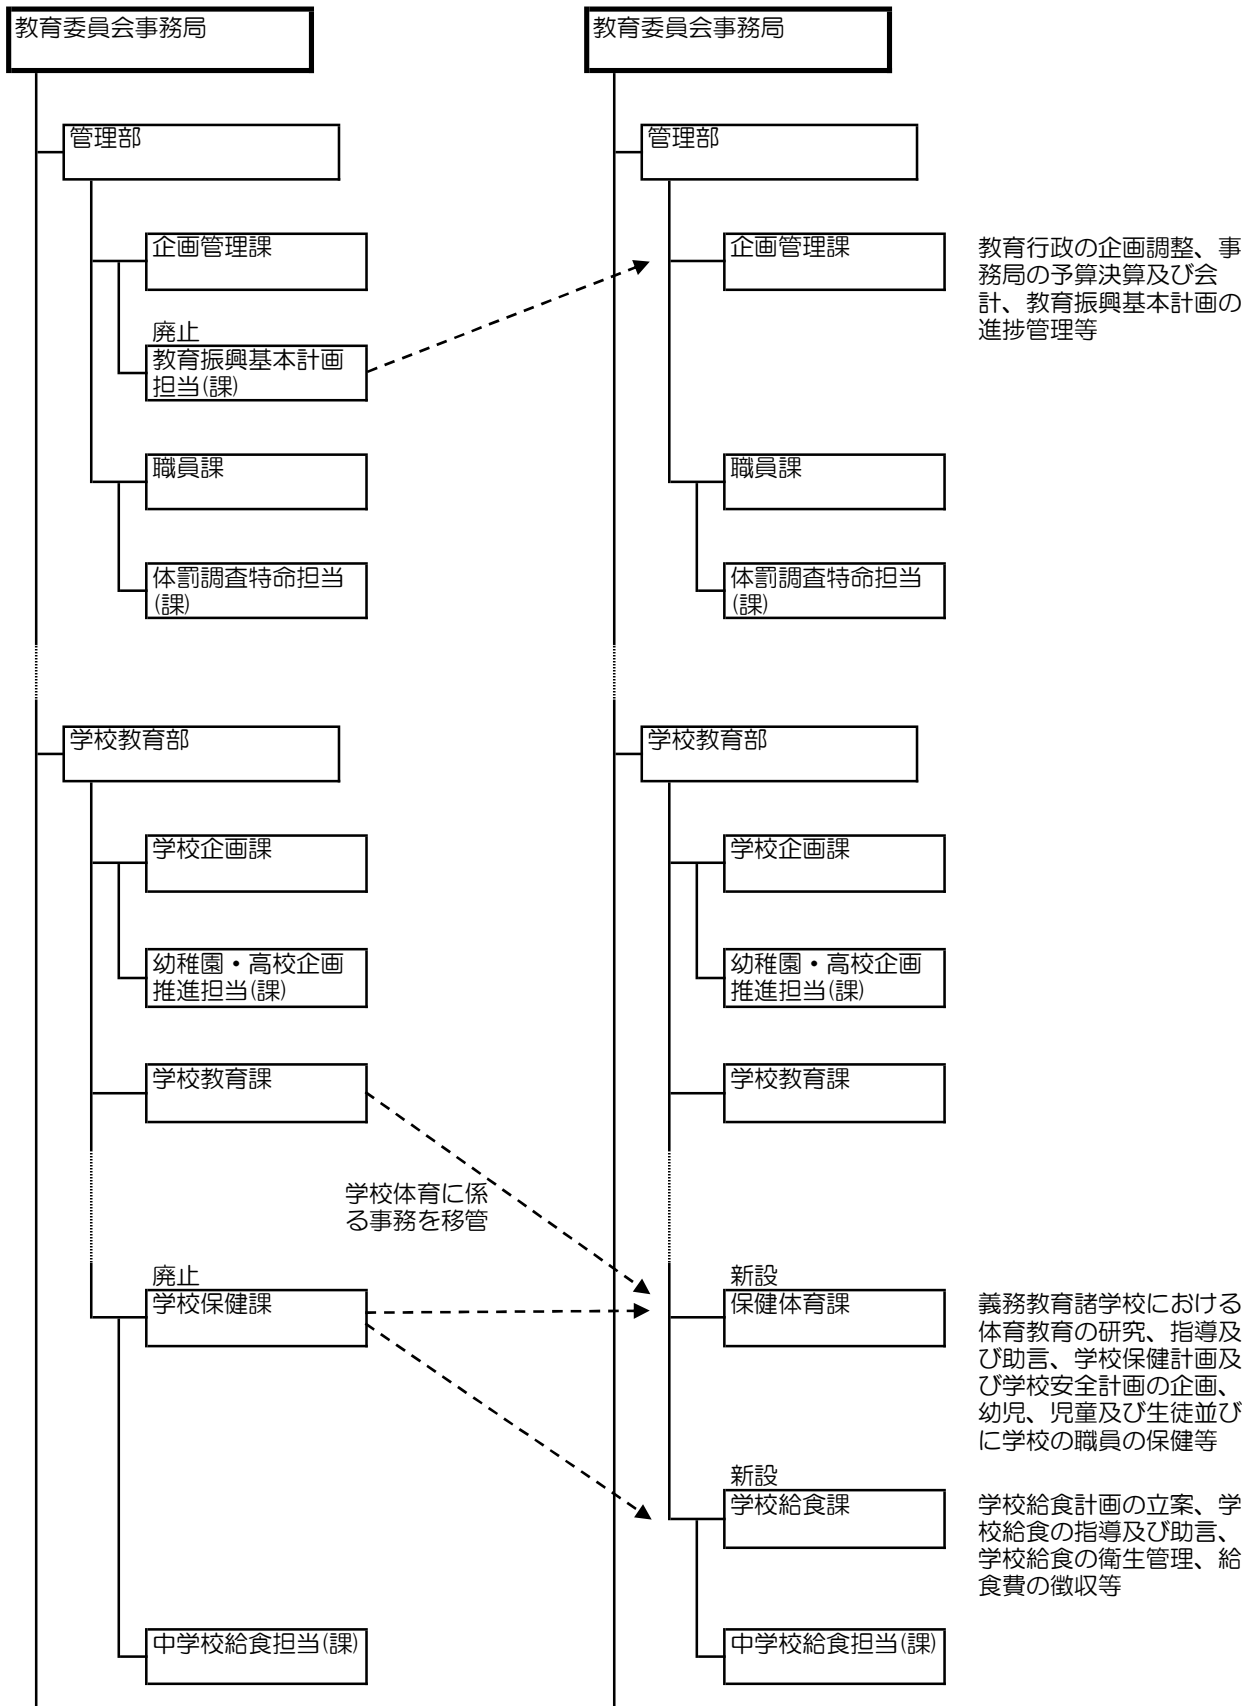 教育委員会事務局
教育委員会事務局
管理部
管理部
企画管理課
企画管理課
教育行政の企画調整、事
務局の予算決算及び会
計、教育振興基本計画の
進捗管理等
廃止
教育振興基本計画
担当(課)
職員課
職員課
体罰調査特命担当
(課)
体罰調査特命担当
(課)
学校教育部
学校教育部
学校企画課
学校企画課
幼稚園・高校企画
推進担当(課)
幼稚園・高校企画
推進担当(課)
学校教育課
学校教育課
学校体育に係
る事務を移管
廃止
学校保健課
新設
保健体育課
義務教育諸学校における
体育教育の研究、指導及
び助言、学校保健計画及
び学校安全計画の企画、
幼児、児童及び生徒並び
に学校の職員の保健等
新設
学校給食課
学校給食計画の立案、学
校給食の指導及び助言、
学校給食の衛生管理、給
食費の徴収等
中学校給食担当(課)
中学校給食担当(課)